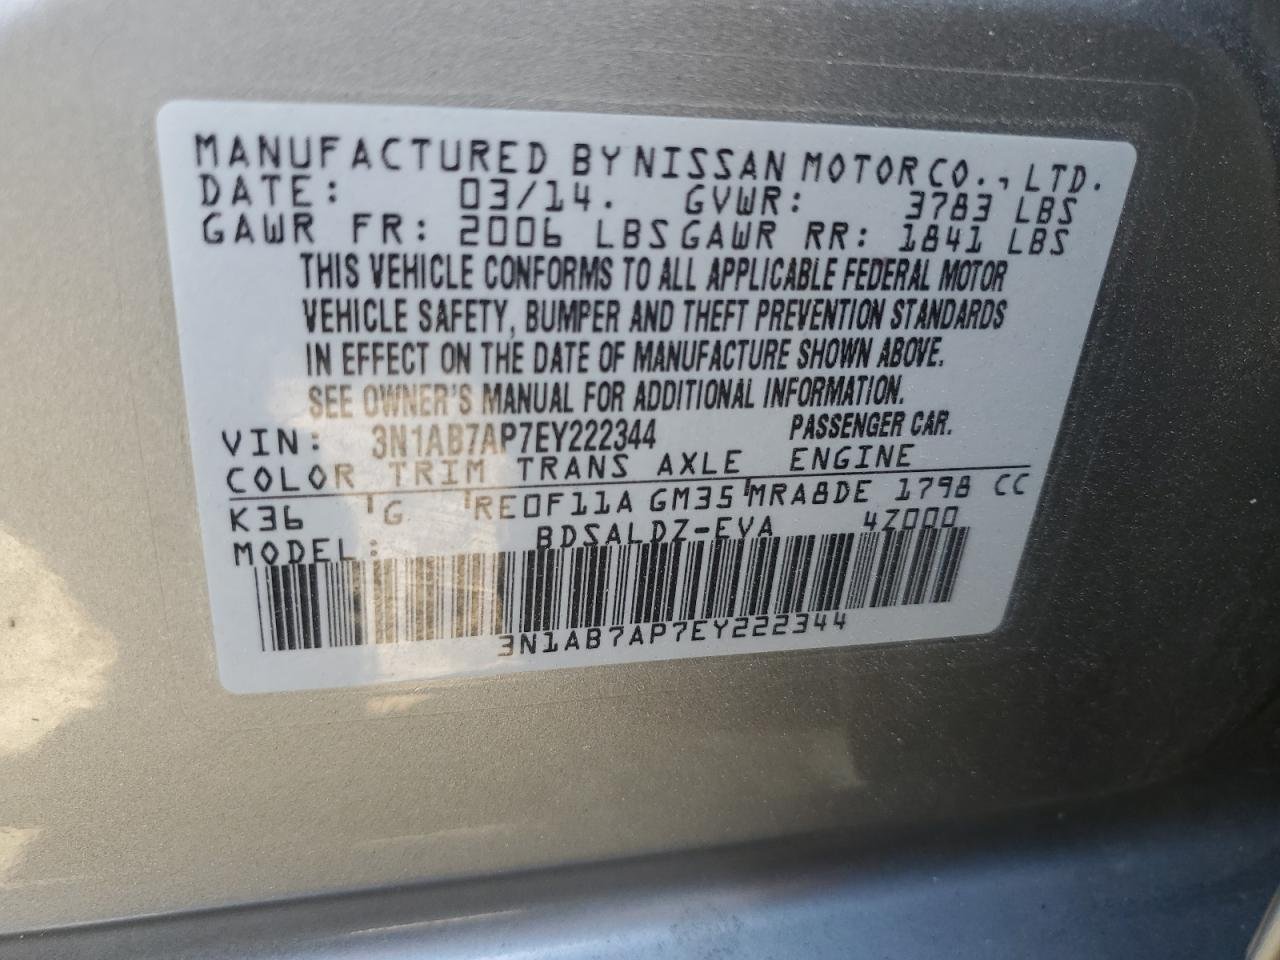 MANUFACTURED BY NISSAN MOTOR CO., LTD.
DATE: 03/14. GVWR: 3783 LBS
GAWR FR: 2006 LBS GAWR RR: 1841 LBS
THIS VEHICLE CONFORMS TO ALL APPLICABLE FEDERAL MOTOR
VEHICLE SAFETY, BUMPER AND THEFT PREVENTION STANDARDS
IN EFFECT ON THE DATE OF MANUFACTURE SHOWN ABOVE.
SEE OWNER'S MANUAL FOR ADDITIONAL INFORMATION.
VIN: 3N1AB7AP7EY222344 PASSENGER CAR.
COLOR TRIM TRANS AXLE ENGINE
K36 G RE0F11A GM35 MRA8DE 1798 CC
MODEL: BDSALDZ-EVA 4Z000
3N1AB7AP7EY222344